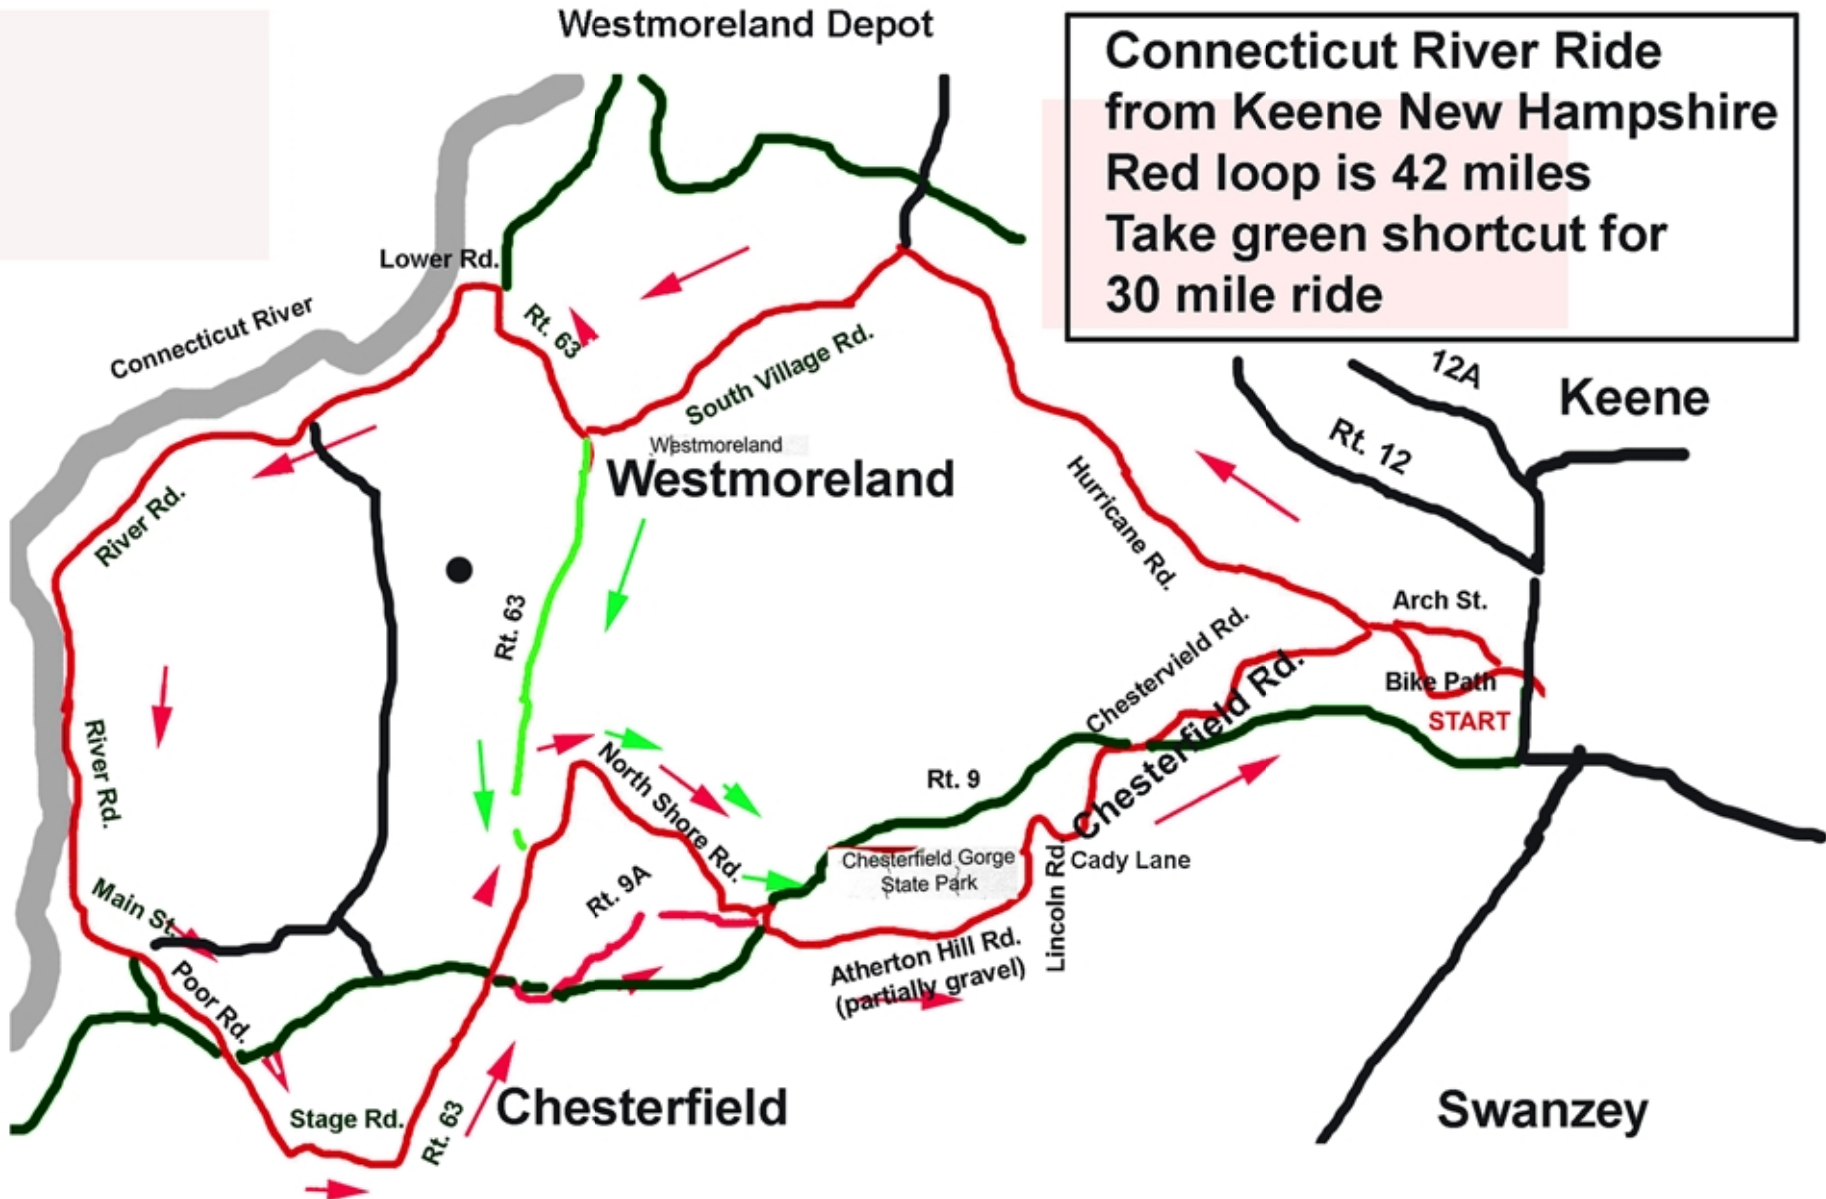 Westmoreland Depot
Connecticut River Ride
from Keene New Hampshire
Red loop is 42 miles
Take green shortcut for
30 mile ride
Lower Rd.
Connecticut River
Rt. 63
South Village Rd.
Westmoreland
Westmoreland
12A
Keene
Rt. 12
Hurricane Rd.
River Rd.
Rt. 63
Arch St.
Chestervield Rd.
Chesterfield Rd.
Bike Path
START
River Rd.
North Shore Rd.
Rt. 9
Chesterfield Gorge
State Park
Cady Lane
Lincoln Rd.
Rt. 9A
Main St.
Atherton Hill Rd.
(partially gravel)
Poor Rd.
Stage Rd.
Rt. 63
Chesterfield
Swanzey